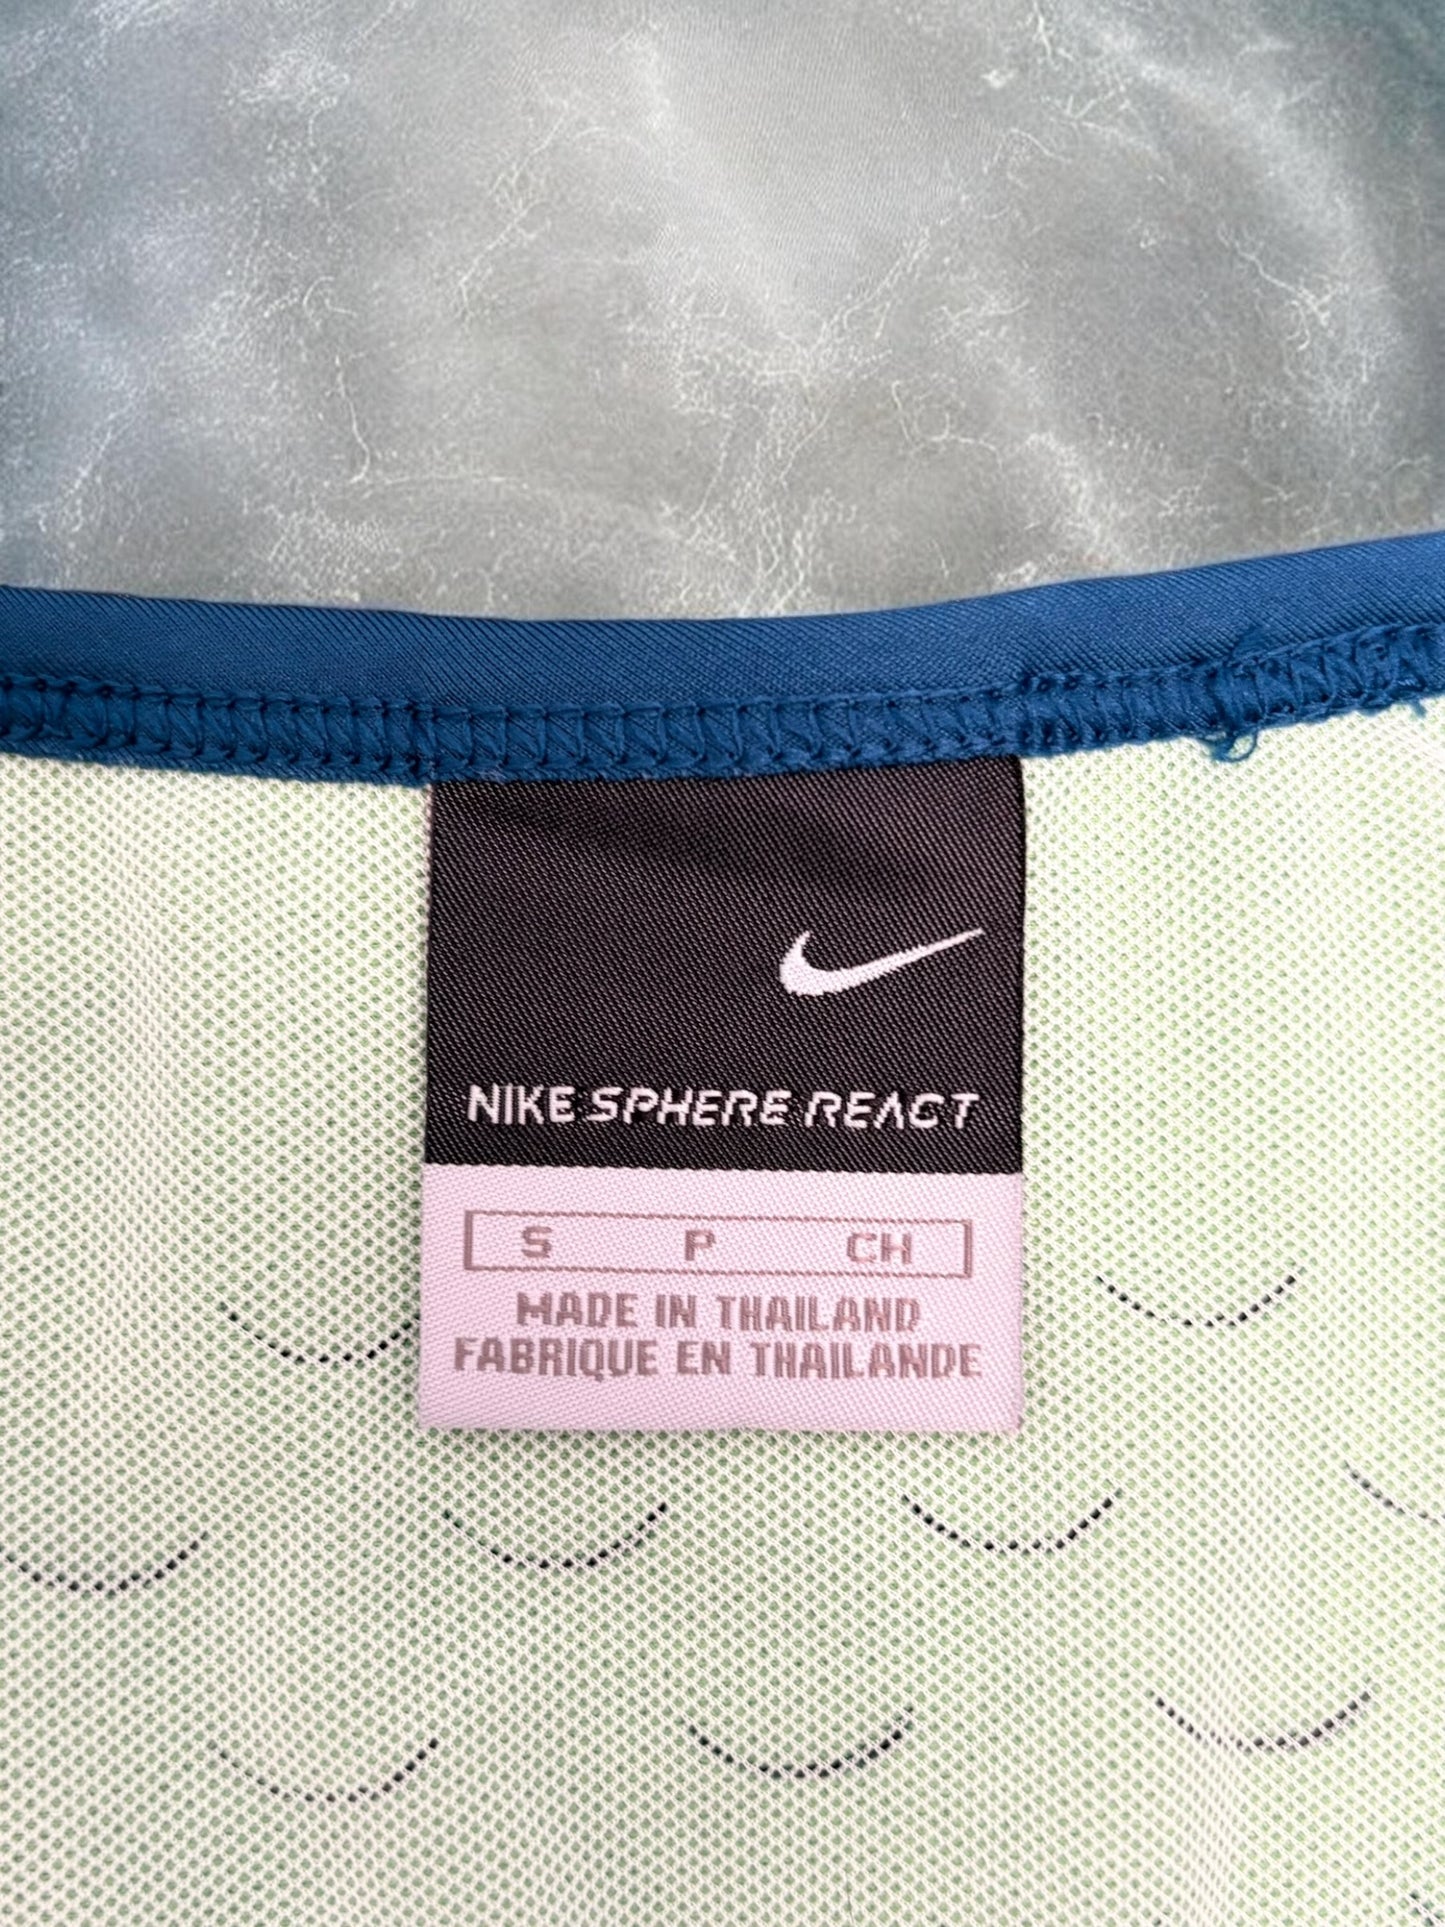 NIKE SPHERE REACT
S P CH
MADE IN THAILAND
FABRIQUE EN THAILANDE